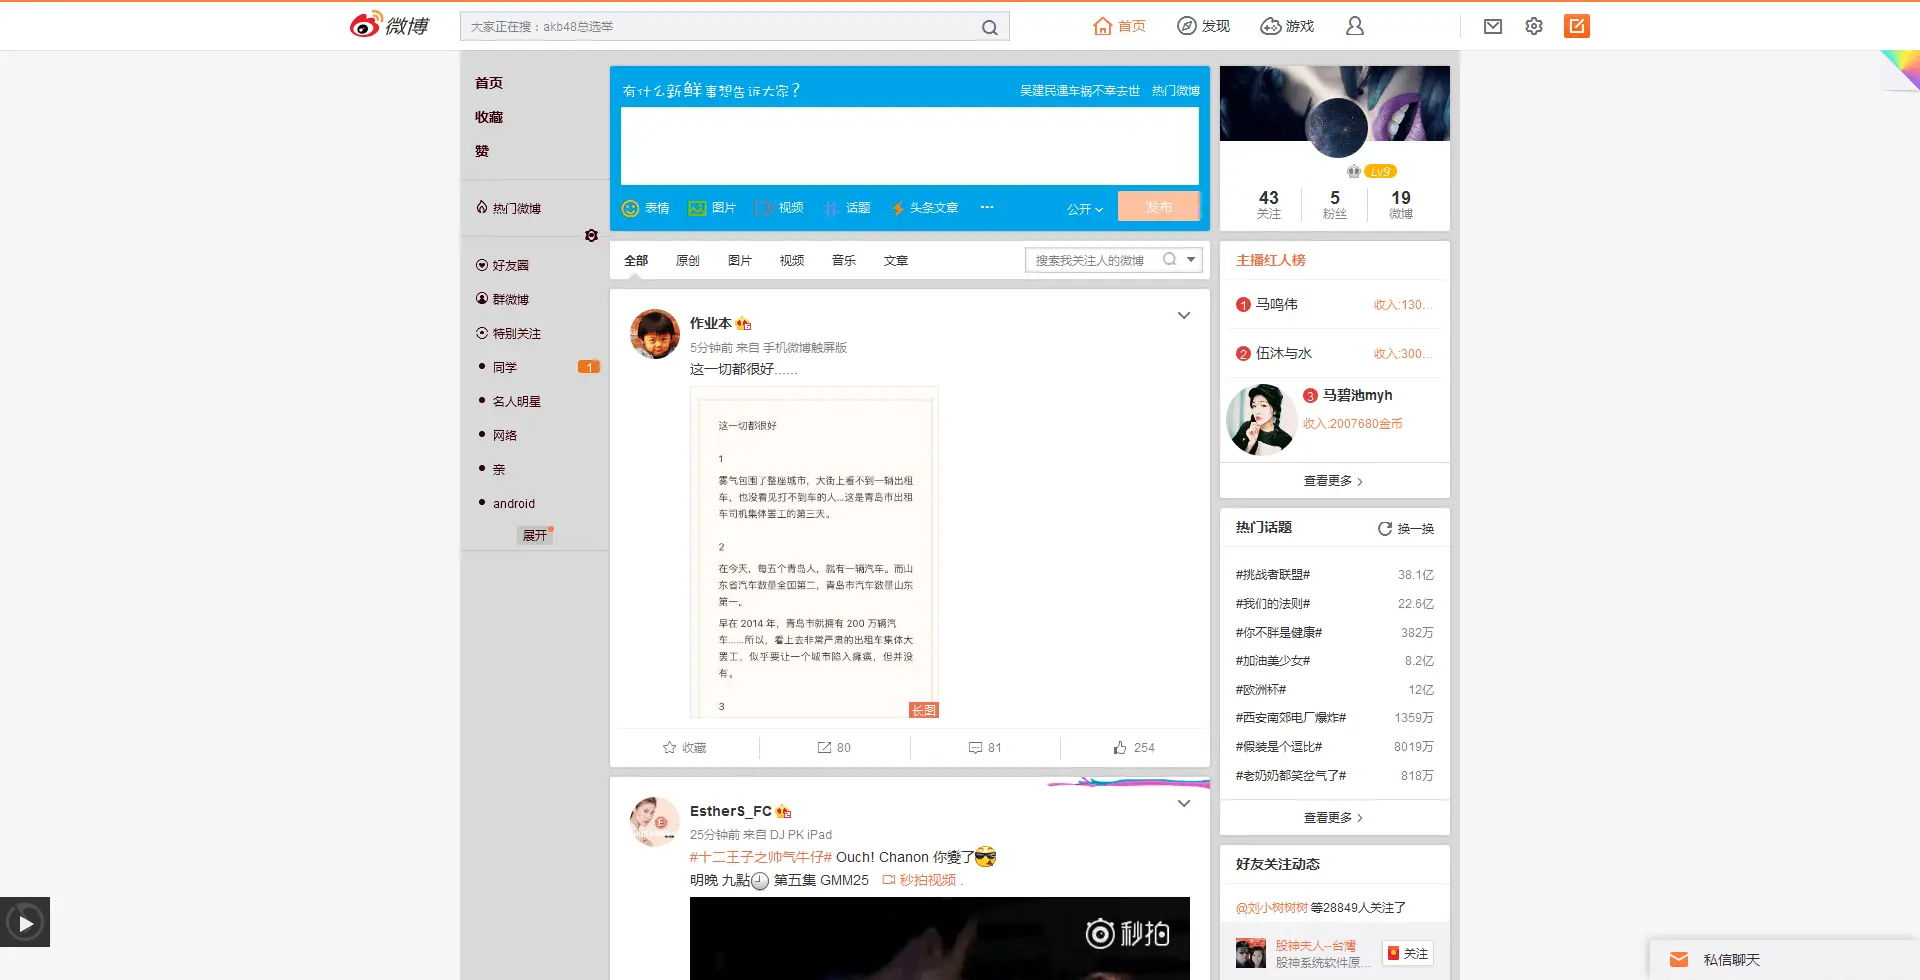 微博
大家正在搜：akb48总选举
首页
发现
游戏
首页
收藏
赞
热门微博
好友圈
群微博
特别关注
同学
1
名人明星
网络
亲
android
展开
有什么新鲜事想告诉大家？
吴建民遇车祸不幸去世 热门微博
表情
图片
视频
话题
头条文章
公开
发布
全部
原创
图片
视频
音乐
文章
搜索我关注人的微博
作业本
5分钟前 来自 手机微博触屏版
这一切都很好......
这一切都很好
1
雾气包围了整座城市，大街上看不到一辆出租
车，也没看见打不到车的人...这是青岛市出租
车司机集体罢工的第三天。
2
在今天，每五个青岛人，就有一辆汽车。而山
东省汽车数量全国第二，青岛市汽车数量山东
第一。
早在 2014 年，青岛市就拥有 200 万辆汽
车......所以，看上去非常严肃的出租车集体大
罢工，似乎要让一个城市陷入瘫痪，但并没
有。
3
长图
收藏
80
81
254
EstherS_FC
25分钟前 来自 DJ PK iPad
#十二王子之帅气牛仔# Ouch! Chanon 你變了
明晚 九點 第五集 GMM25 秒拍视频 .
秒拍
Lv9
43
关注
5
粉丝
19
微博
主播红人榜
1 马鸣伟 收入:130...
2 伍沐与水 收入:300...
3 马碧池myh
收入:2007680金币
查看更多
热门话题
换一换
#挑战者联盟# 38.1亿
#我们的法则# 22.6亿
#你不胖是健康# 382万
#加油美少女# 8.2亿
#欧洲杯# 12亿
#西安南郊电厂爆炸# 1359万
#假装是个逗比# 8019万
#老奶奶都笑岔气了# 818万
查看更多
好友关注动态
@刘小树树树 等28849人关注了
股神夫人--台灣
股神系统软件原...
关注
私信聊天